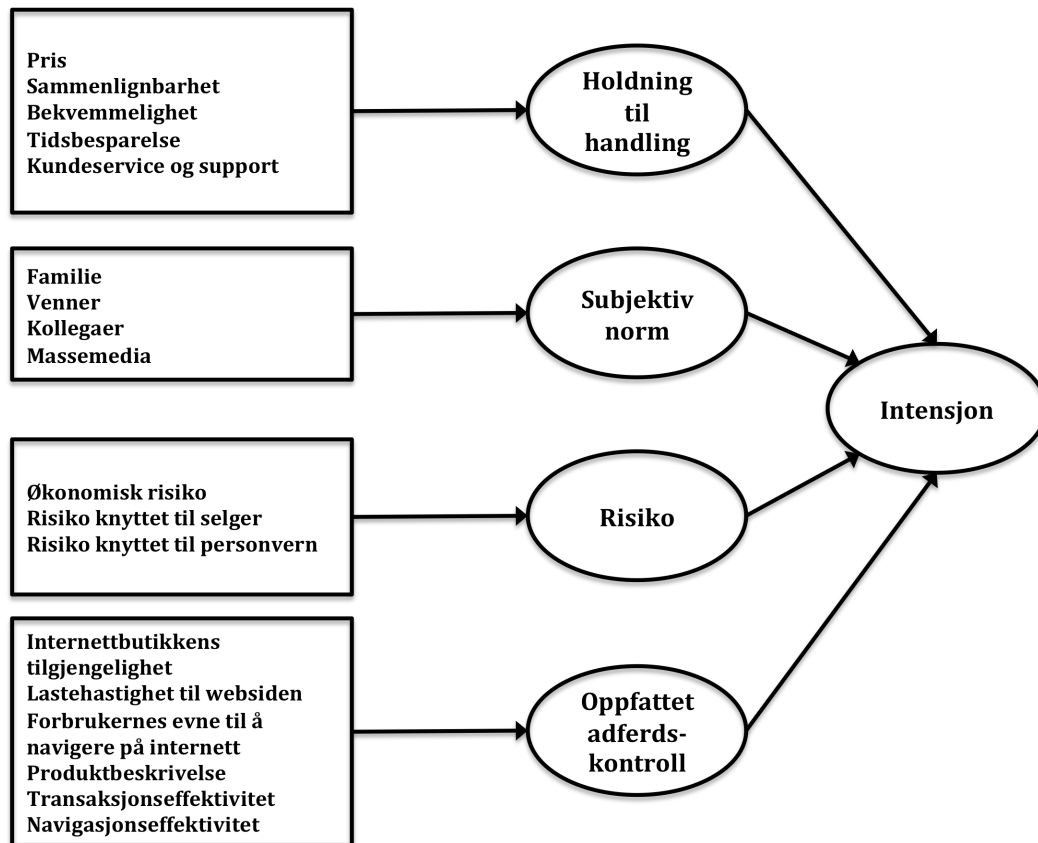 Pris
Sammenlignbarhet
Bekvemmelighet
Tidsbesparelse
Kundeservice og support
Holdning
til
handling
Familie
Venner
Kollegaer
Massemedia
Subjektiv
norm
Intensjon
Økonomisk risiko
Risiko knyttet til selger
Risiko knyttet til personvern
Risiko
Internettbutikkens
tilgjengelighet
Lastehastighet til websiden
Forbrukernes evne til å
navigere på internett
Produktbeskrivelse
Transaksjonseffektivitet
Navigasjonseffektivitet
Oppfattet
adferds-
kontroll